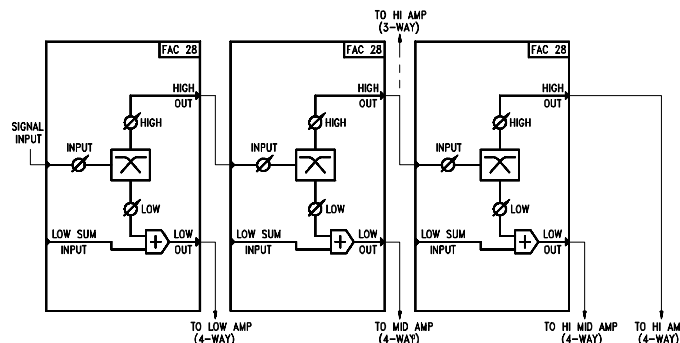 TO HI AMP
(3-WAY)
FAC 28
FAC 28
FAC 28
HIGH
OUT
HIGH
OUT
HIGH
OUT
SIGNAL
INPUT
HIGH
HIGH
HIGH
INPUT
INPUT
INPUT
LOW
LOW
LOW
LOW SUM
INPUT
LOW
OUT
LOW SUM
INPUT
LOW
OUT
LOW SUM
INPUT
LOW
OUT
TO LOW AMP
(4-WAY)
TO MID AMP
(4-WAY)
TO HI MID AMP
(4-WAY)
TO HI AM
(4-WAY)